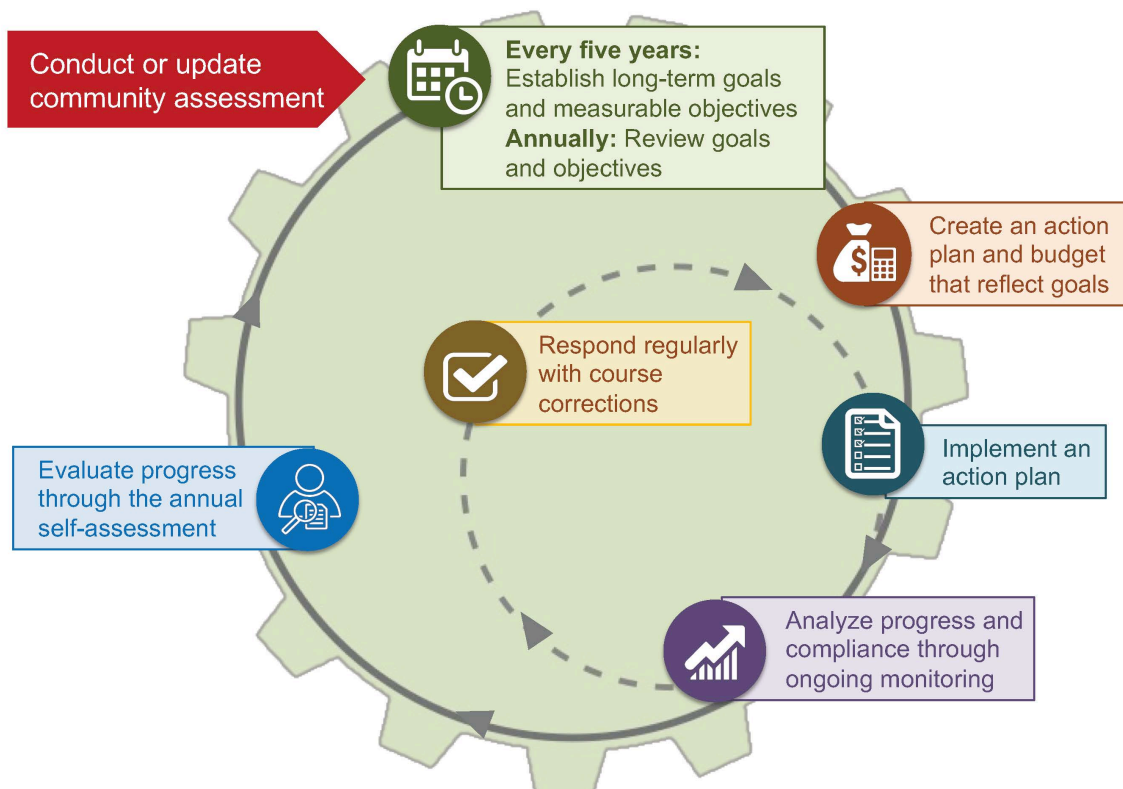 Conduct or update
community assessment
Every five years:
Establish long-term goals
and measurable objectives
Annually: Review goals
and objectives
$
Create an action
plan and budget
that reflect goals
Respond regularly
with course
corrections
Implement an
action plan
Evaluate progress
through the annual
self-assessment
Analyze progress and
compliance through
ongoing monitoring